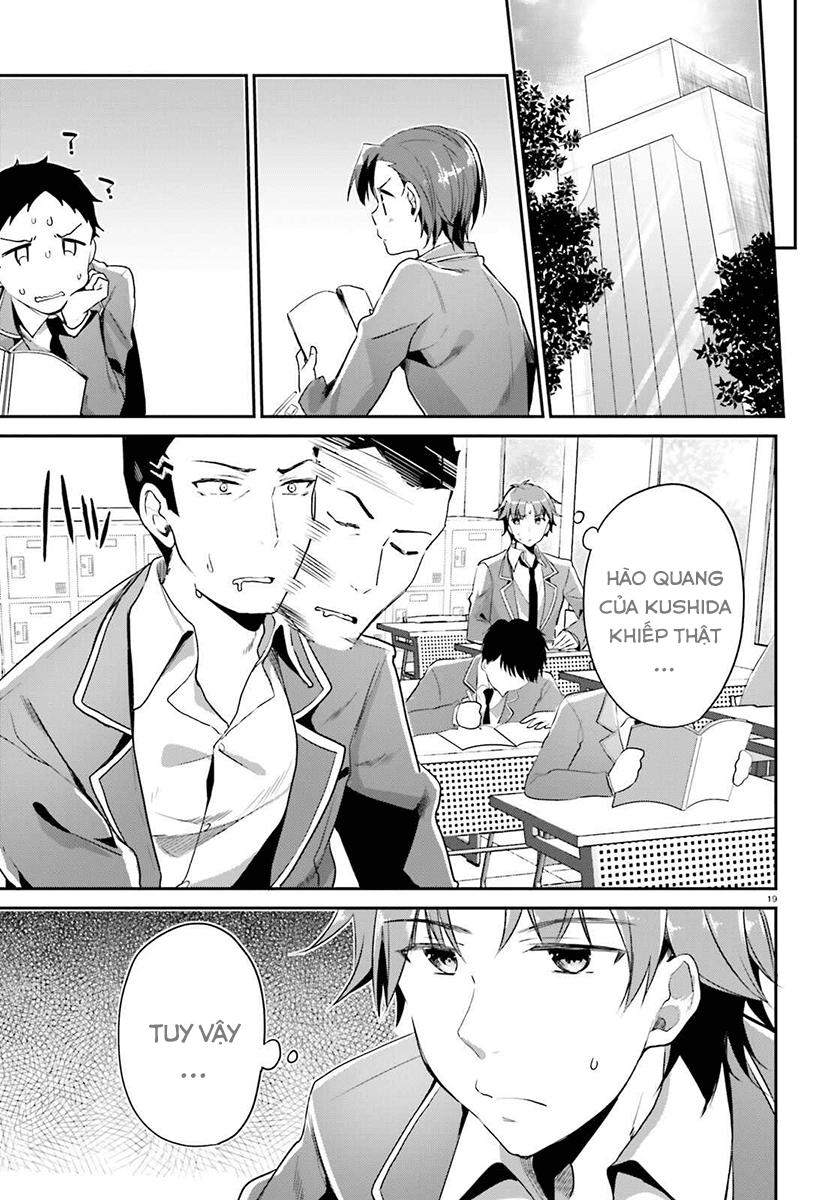 ?
?
HÀO QUANG
CỦA KUSHIDA
KHIẾP THẬT
...
19
TUY VẬY
...